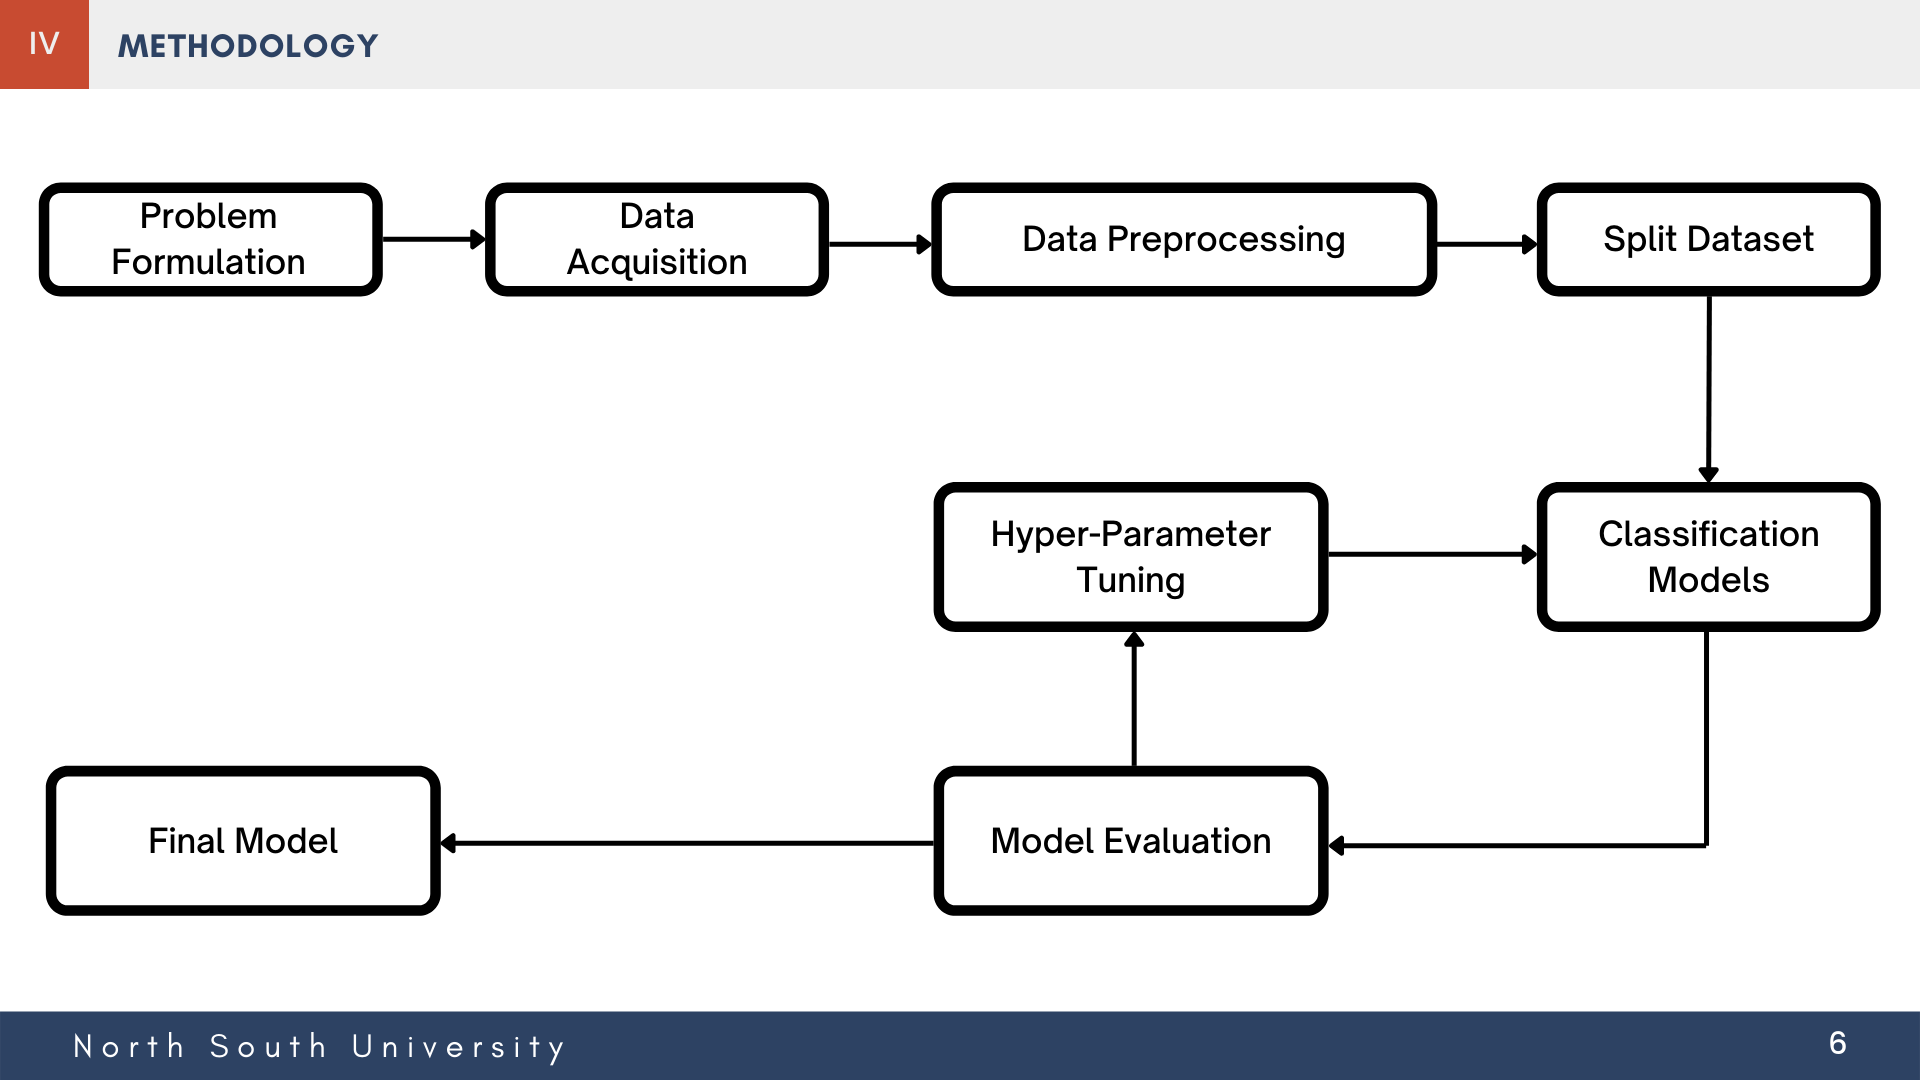 IV
METHODOLOGY
Problem
Formulation
Data
Acquisition
Data Preprocessing
Split Dataset
Hyper-Parameter
Tuning
Classification
Models
Final Model
Model Evaluation
North South University
6